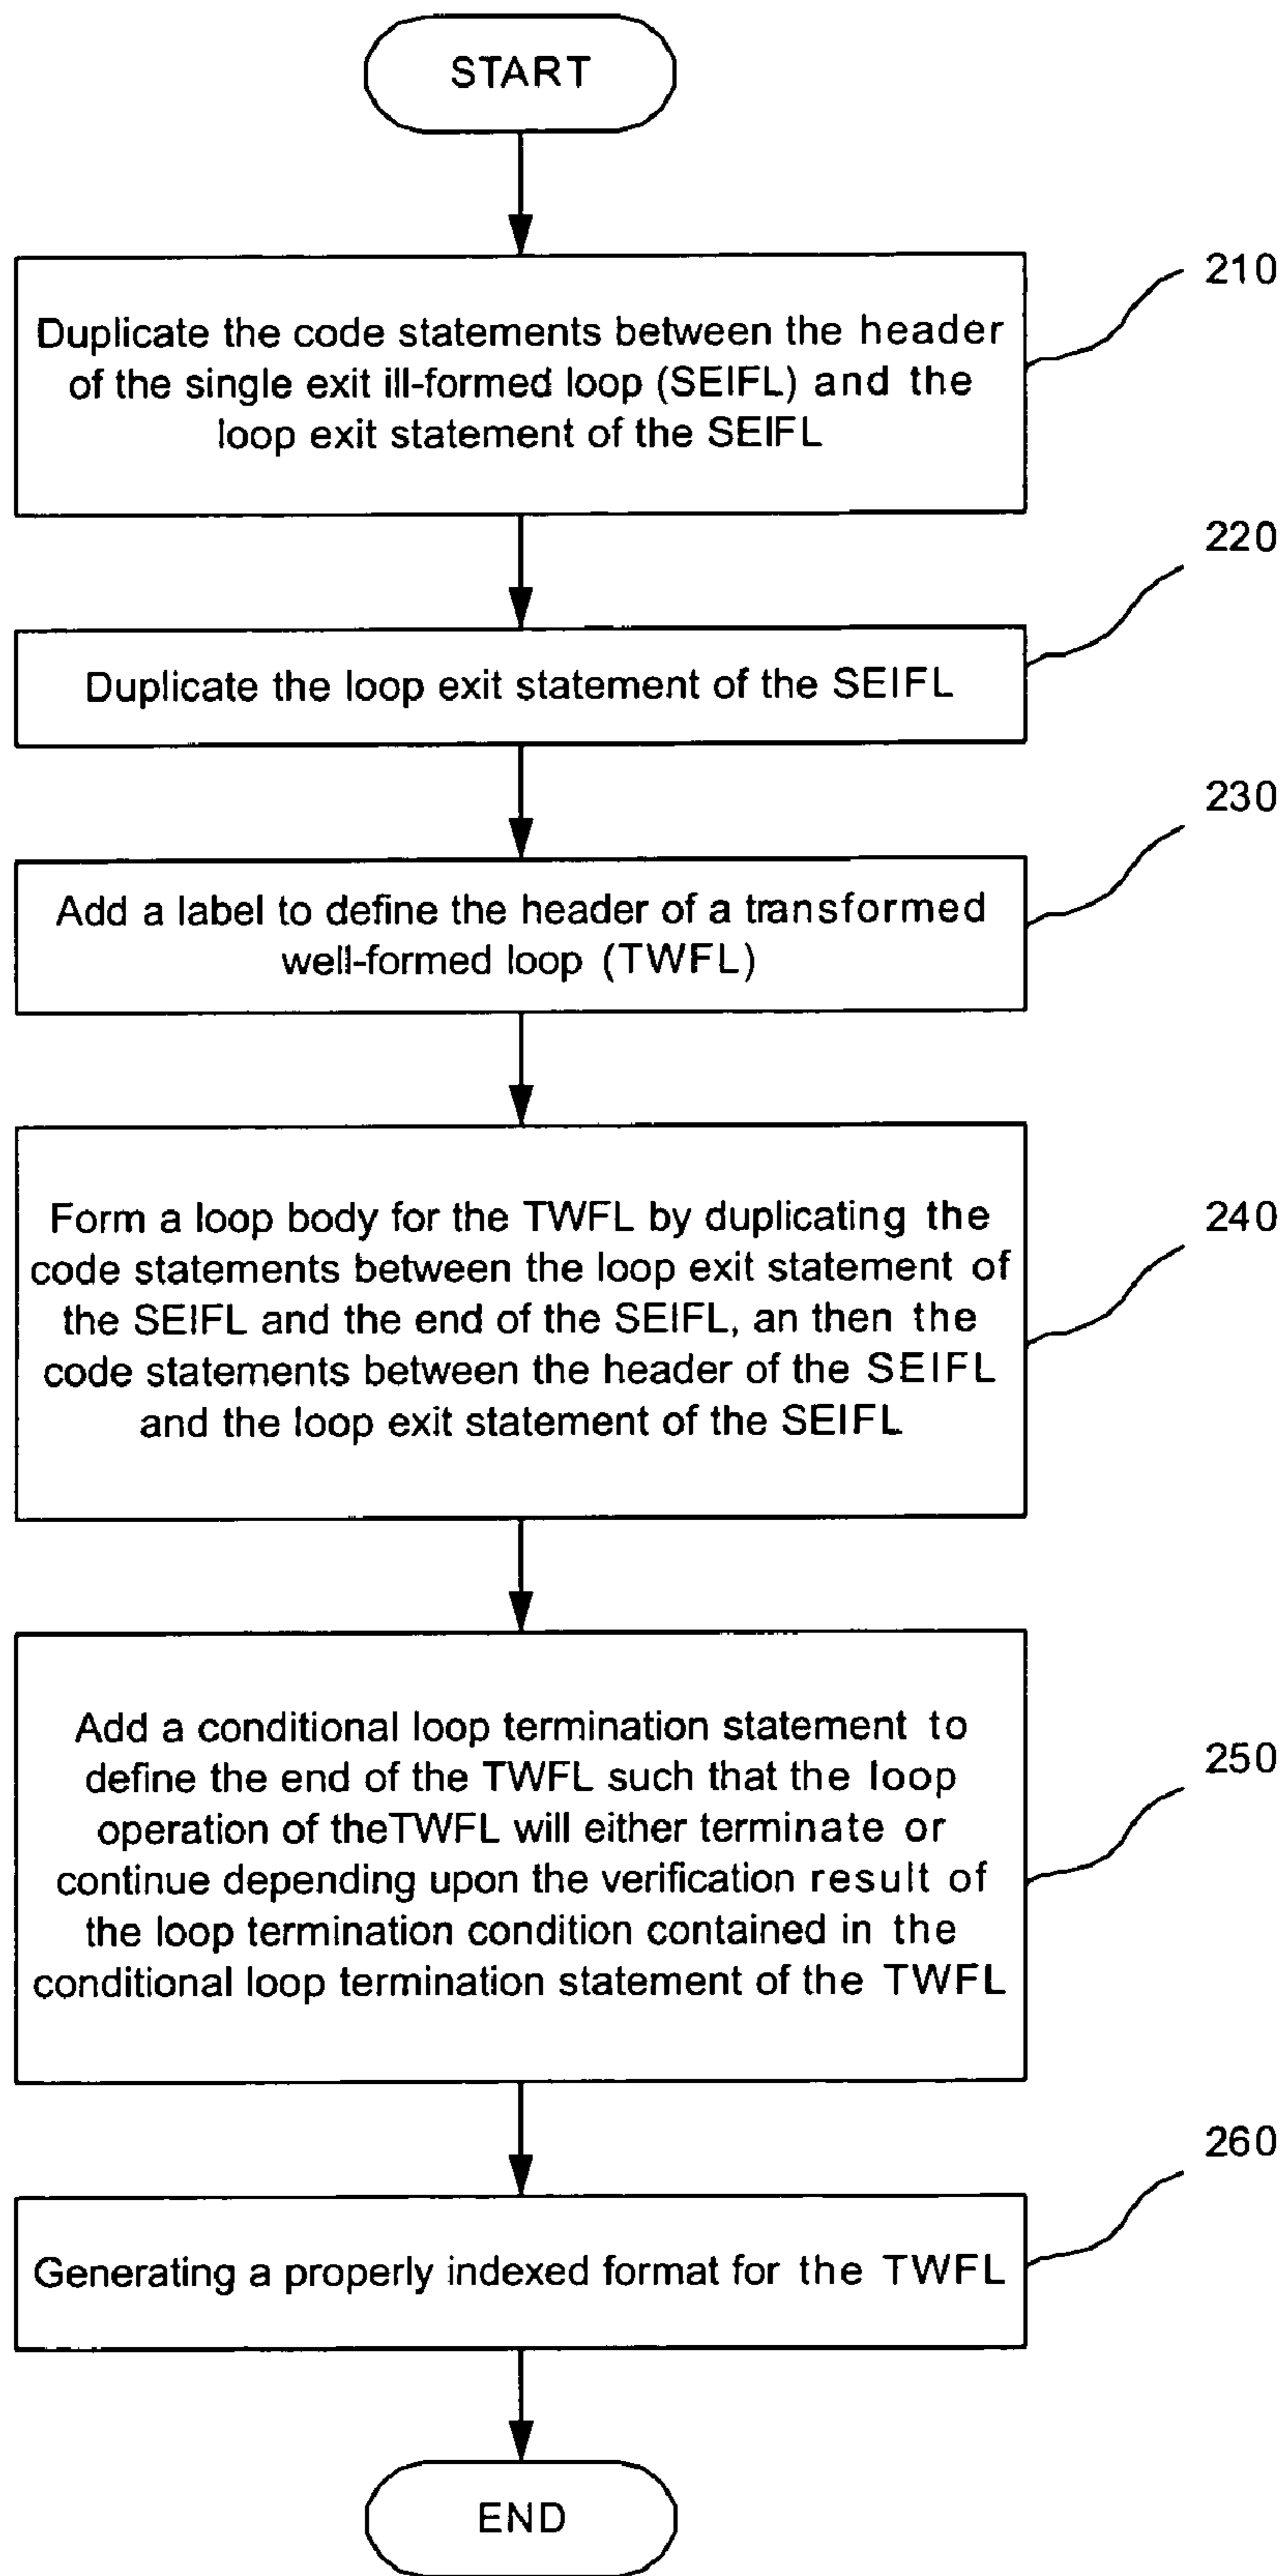 START
210
Duplicate the code statements between the header
of the single exit ill-formed loop (SEIFL) and the
loop exit statement of the SEIFL
220
Duplicate the loop exit statement of the SEIFL
230
Add a label to define the header of a transformed
well-formed loop (TWFL)
240
Form a loop body for the TWFL by duplicating the
code statements between the loop exit statement of
the SEIFL and the end of the SEIFL, an then the
code statements between the header of the SEIFL
and the loop exit statement of the SEIFL
250
Add a conditional loop termination statement to
define the end of the TWFL such that the loop
operation of theTWFL will either terminate or
continue depending upon the verification result of
the loop termination condition contained in the
conditional loop termination statement of the TWFL
260
Generating a properly indexed format for the TWFL
END